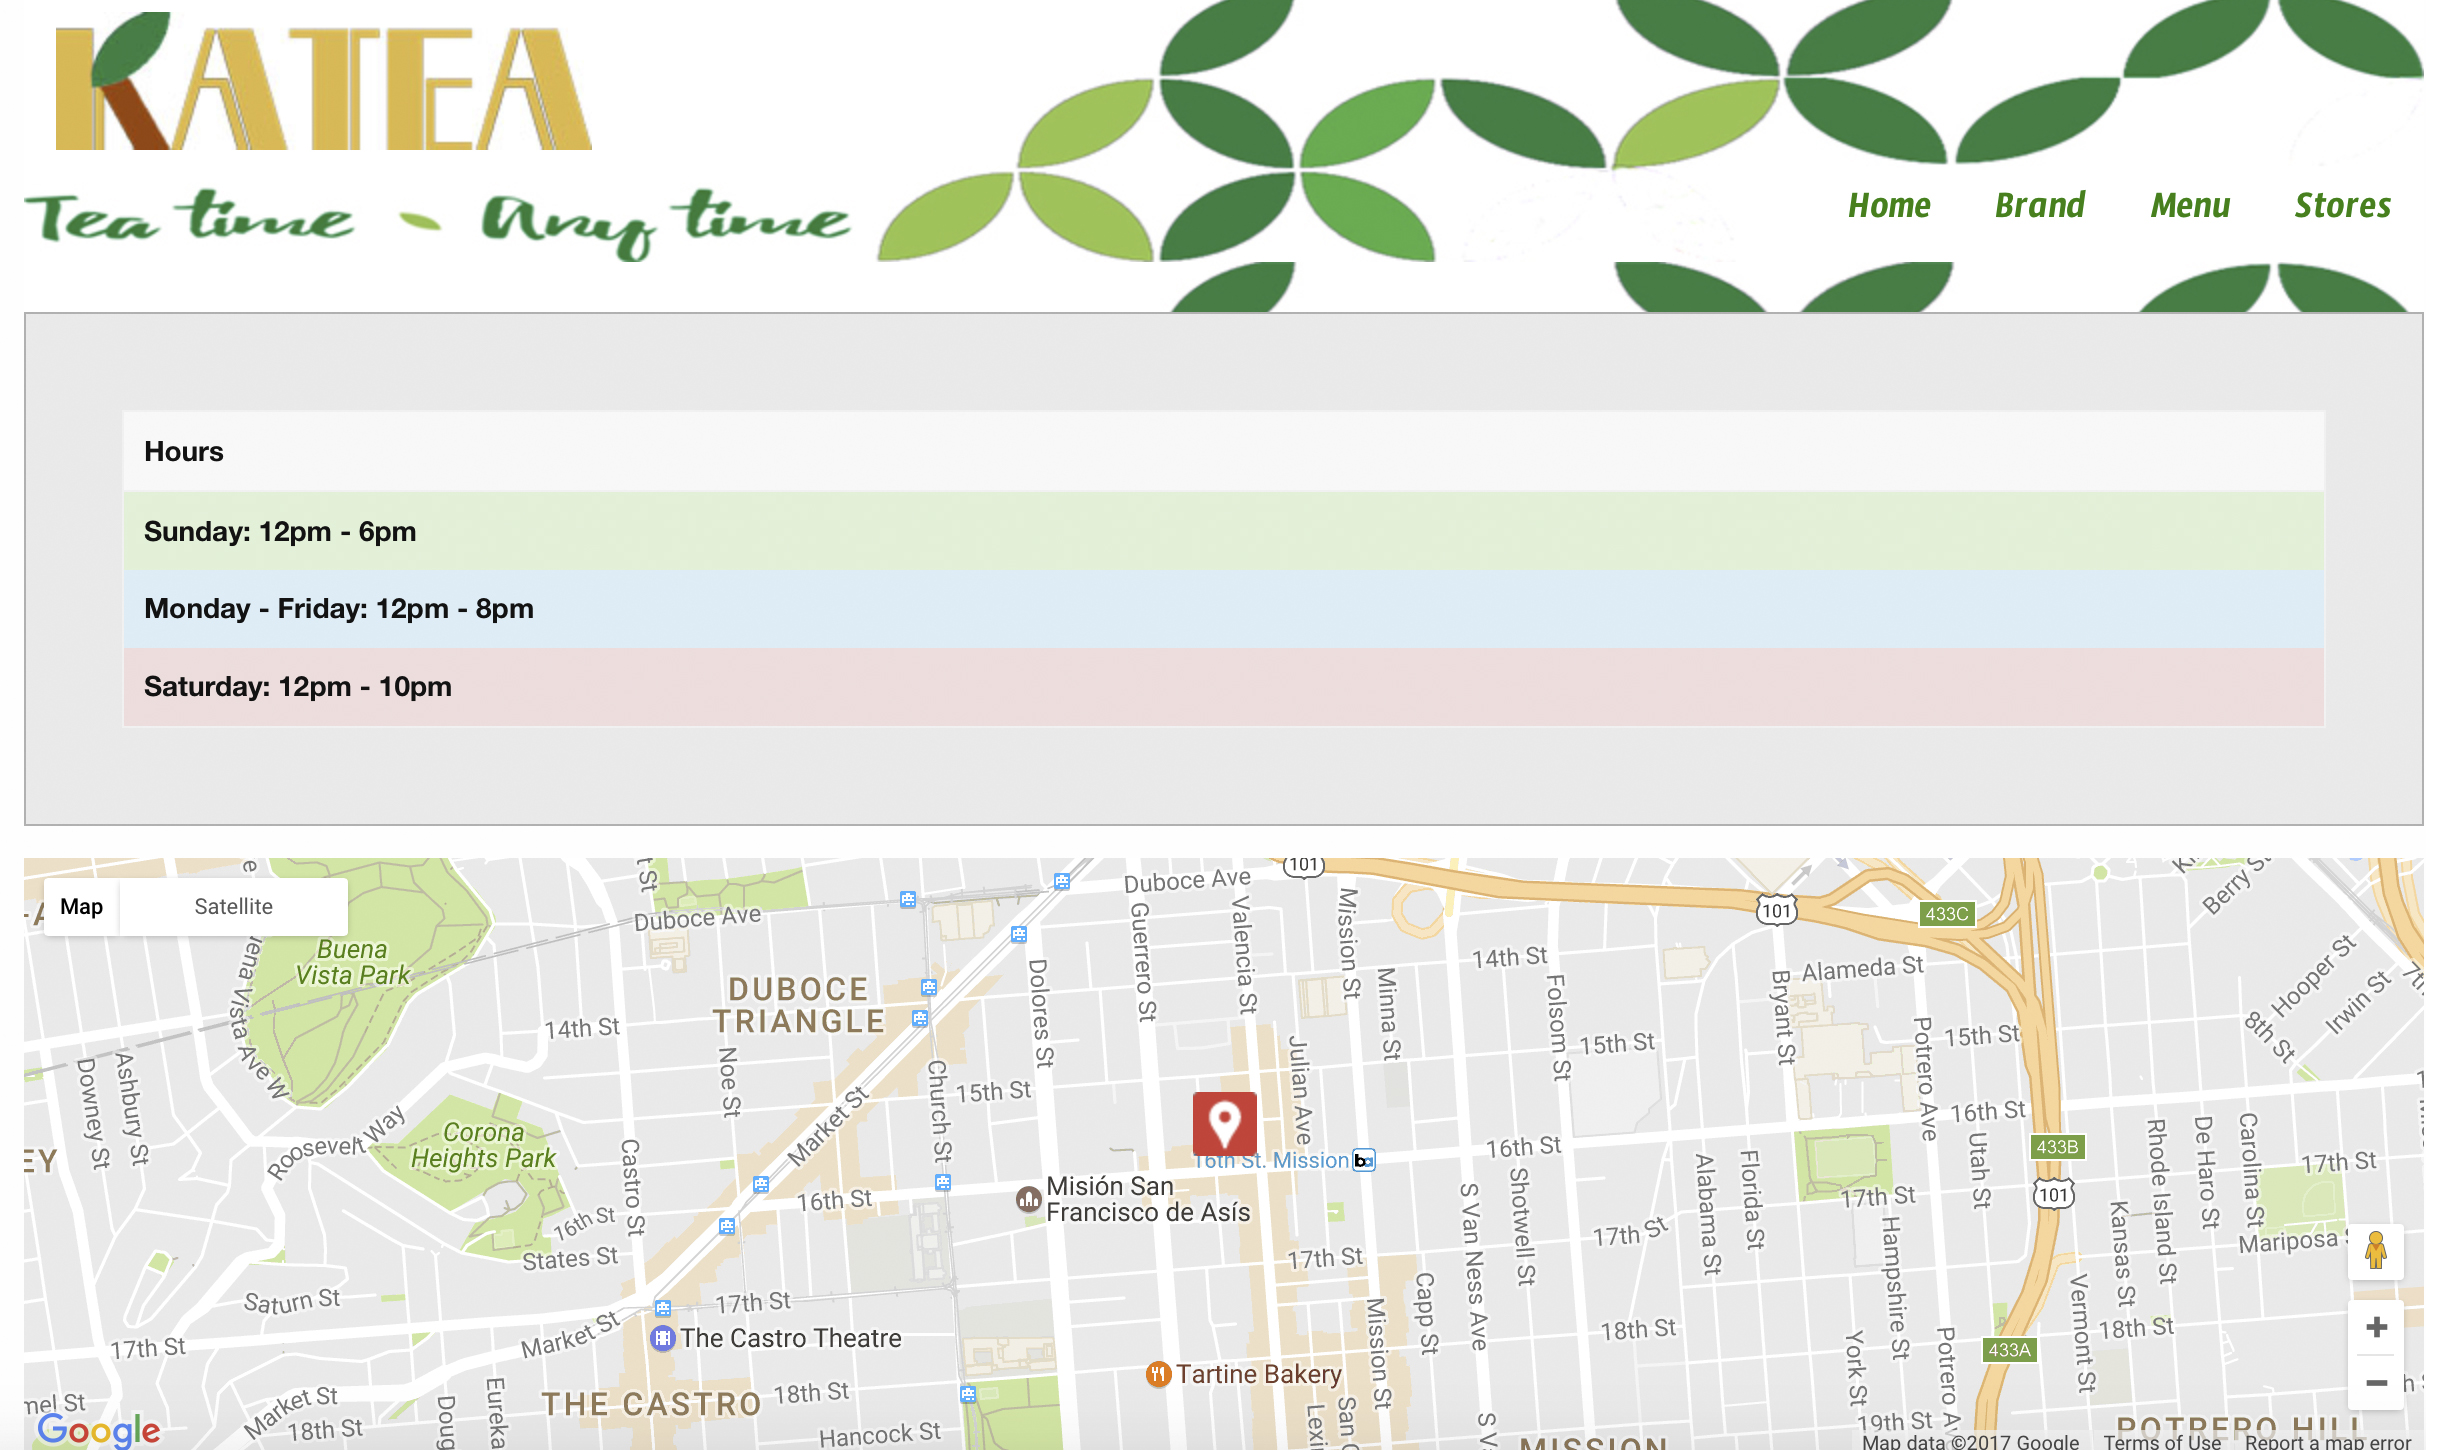 KATEA
Tea time - Any time
Home Brand Menu Stores
Hours
Sunday: 12pm - 6pm
Monday - Friday: 12pm - 8pm
Saturday: 12pm - 10pm
Map Satellite
101
Duboce Ave
Duboce Ave
101
433C
Berry St
Buena
Vista Park
DUBOCE
TRIANGLE
14th St
Alameda St
Hooper St
Irwin St
8th St
Buena Vista Ave W
14th St
15th St
15th St
15th St
Downey St
Ashbury St
Noe St
Church St
Dolores St
Guerrero St
Valencia St
Julian Ave
Mission St
Minna St
Folsom St
Bryant St
Potrero Ave
Market St
Roosevelt Way
Corona
Heights Park
16th St
16th St
433B
16th St. Mission
Castro St
Misión San
Francisco de Asís
16th St
16th St
States St
17th St
17th St
17th St
17th St
101
Utah St
Rhode Island St
De Haro St
Carolina St
Mariposa
S Van Ness Ave
Shotwell St
Alabama St
Florida St
Hampshire St
Kansas St
Vermont St
Saturn St
17th St
17th St
Market St
The Castro Theatre
Capp St
Mission St
18th St
18th St
433A
York St
Tartine Bakery
THE CASTRO
18th St
Market St
18th St
Eureka
Hancock St
19th St
POTRERO HILL
MISSION
Google
Map data ©2017 Google Terms of Use Report a map error